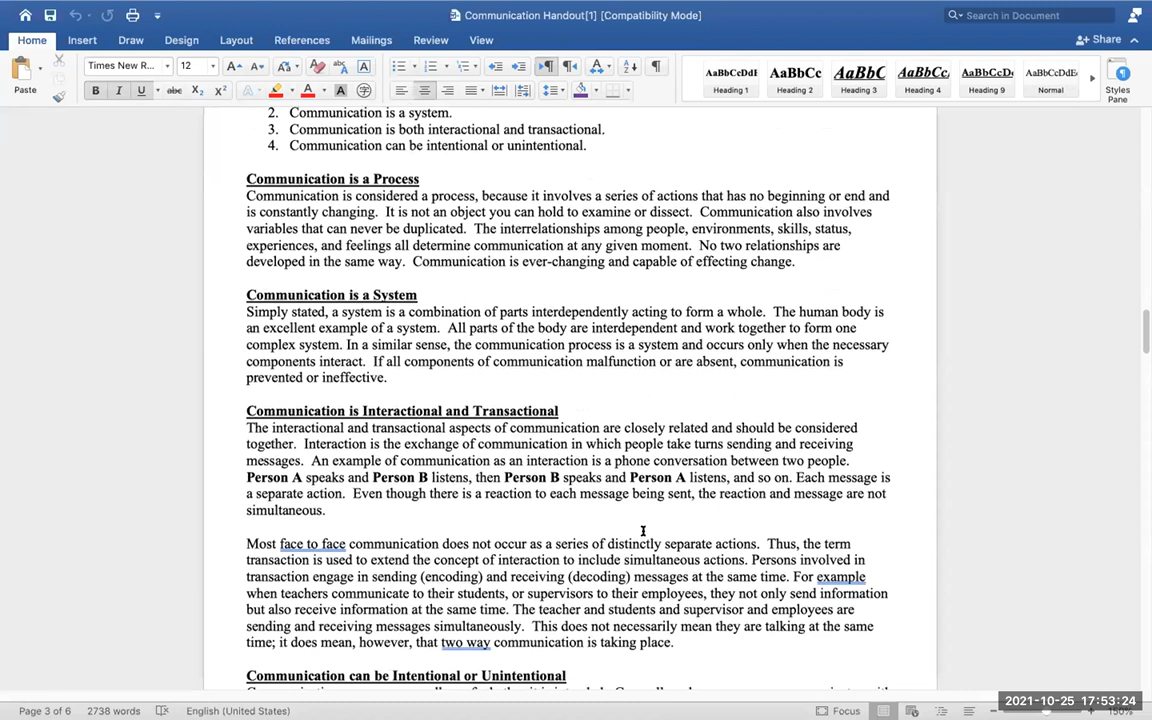 Communication Handout[1] [Compatibility Mode]
Search in Document
Home Insert Draw Design Layout References Mailings Review View
Share
Paste
Times New R... 12
AaBbCcDdE AaBbCc AaBbC AaBbCc. AaBbCcDc AaBbCcDdE
Heading 1 Heading 2 Heading 3 Heading 4 Heading 9 Normal
Styles
Pane
2. Communication is a system.
3. Communication is both interactional and transactional.
4. Communication can be intentional or unintentional.
Communication is a Process
Communication is considered a process, because it involves a series of actions that has no beginning or end and
is constantly changing. It is not an object you can hold to examine or dissect. Communication also involves
variables that can never be duplicated. The interrelationships among people, environments, skills, status,
experiences, and feelings all determine communication at any given moment. No two relationships are
developed in the same way. Communication is ever-changing and capable of effecting change.
Communication is a System
Simply stated, a system is a combination of parts interdependently acting to form a whole. The human body is
an excellent example of a system. All parts of the body are interdependent and work together to form one
complex system. In a similar sense, the communication process is a system and occurs only when the necessary
components interact. If all components of communication malfunction or are absent, communication is
prevented or ineffective.
Communication is Interactional and Transactional
The interactional and transactional aspects of communication are closely related and should be considered
together. Interaction is the exchange of communication in which people take turns sending and receiving
messages. An example of communication as an interaction is a phone conversation between two people.
Person A speaks and Person B listens, then Person B speaks and Person A listens, and so on. Each message is
a separate action. Even though there is a reaction to each message being sent, the reaction and message are not
simultaneous.
Most face to face communication does not occur as a series of distinctly separate actions. Thus, the term
transaction is used to extend the concept of interaction to include simultaneous actions. Persons involved in
transaction engage in sending (encoding) and receiving (decoding) messages at the same time. For example
when teachers communicate to their students, or supervisors to their employees, they not only send information
but also receive information at the same time. The teacher and students and supervisor and employees are
sending and receiving messages simultaneously. This does not necessarily mean they are talking at the same
time; it does mean, however, that two way communication is taking place.
Communication can be Intentional or Unintentional
Page 3 of 6 2738 words English (United States) Focus 150%
2021-10-25 17:53:24